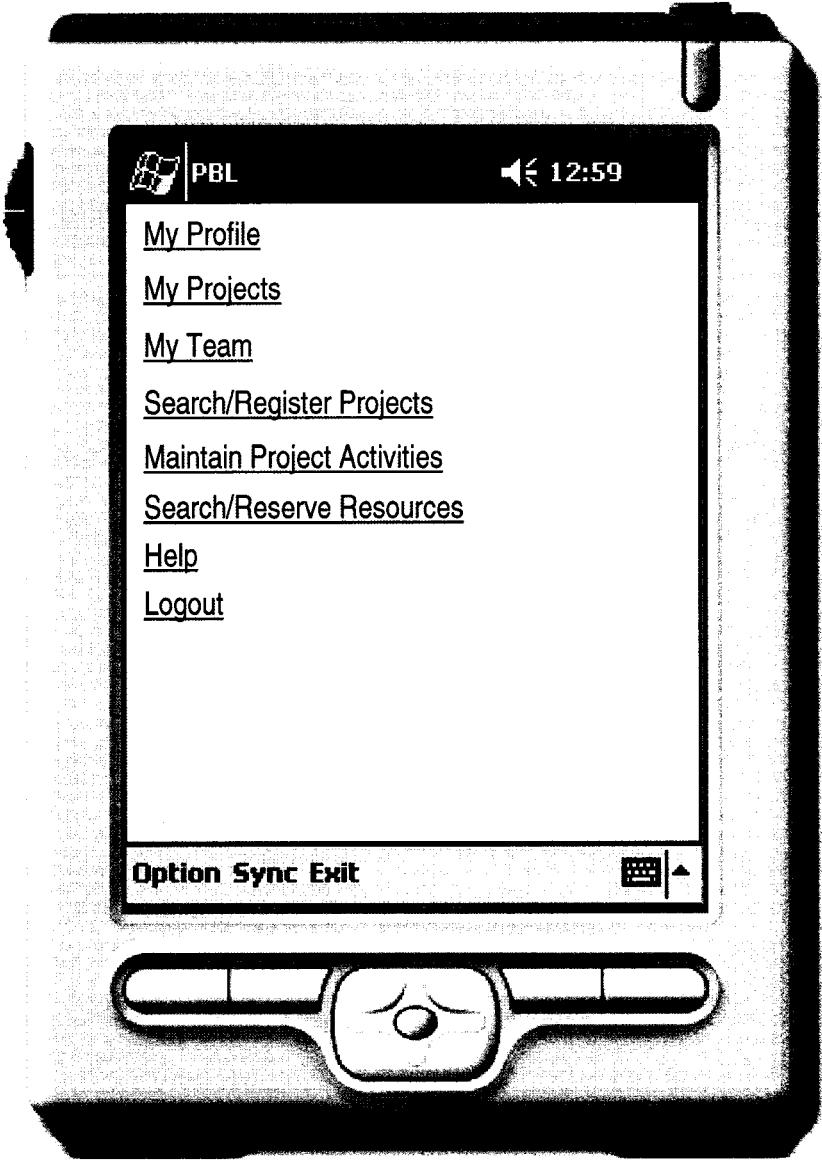 PBL 12:59
My Profile
My Projects
My Team
Search/Register Projects
Maintain Project Activities
Search/Reserve Resources
Help
Logout
Option Sync Exit